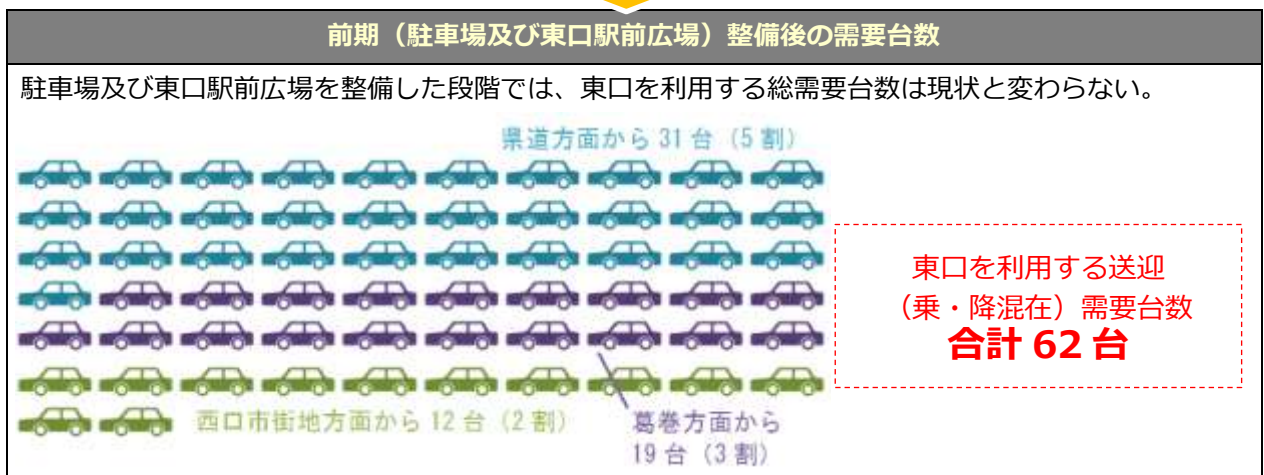 前期（駐車場及び東口駅前広場）整備後の需要台数
駐車場及び東口駅前広場を整備した段階では、東口を利用する総需要台数は現状と変わらない。
県道方面から 31 台（5 割）
東口を利用する送迎
（乗・降混在）需要台数
合計 62 台
西口市街地方面から 12 台（2 割）
葛巻方面から
19 台（3 割）